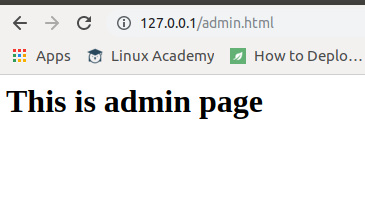 127.0.0.1/admin.html
Apps Linux Academy How to Deplo...
This is admin page